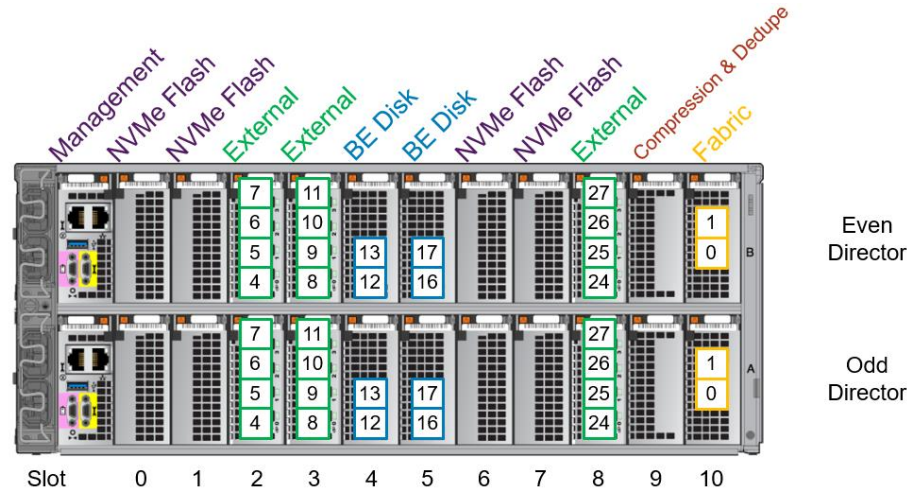 Management
NVMe Flash
NVMe Flash
External
External
BE Disk
BE Disk
NVMe Flash
NVMe Flash
External
Compression & Dedupe
Fabric
7 11 27
6 10 26 1
5 9 13 17 25 0
4 8 12 16 24
B
Even
Director
7 11 27
6 10 26 1
5 9 13 17 25 0
4 8 12 16 24
A
Odd
Director
Slot 0 1 2 3 4 5 6 7 8 9 10